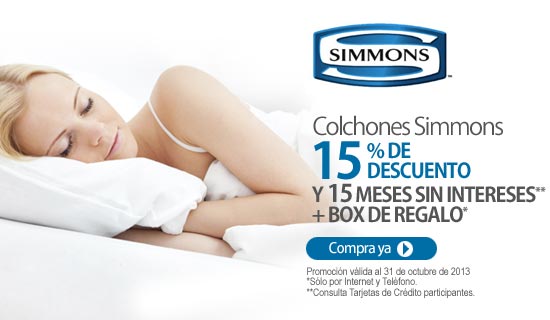 SIMMONS
™
Colchones Simmons
15 % DE DESCUENTO
Y 15 MESES SIN INTERESES**
+ BOX DE REGALO*
Compra ya
Promoción válida al 31 de octubre de 2013
*Sólo por Internet y Teléfono.
**Consulta Tarjetas de Crédito participantes.